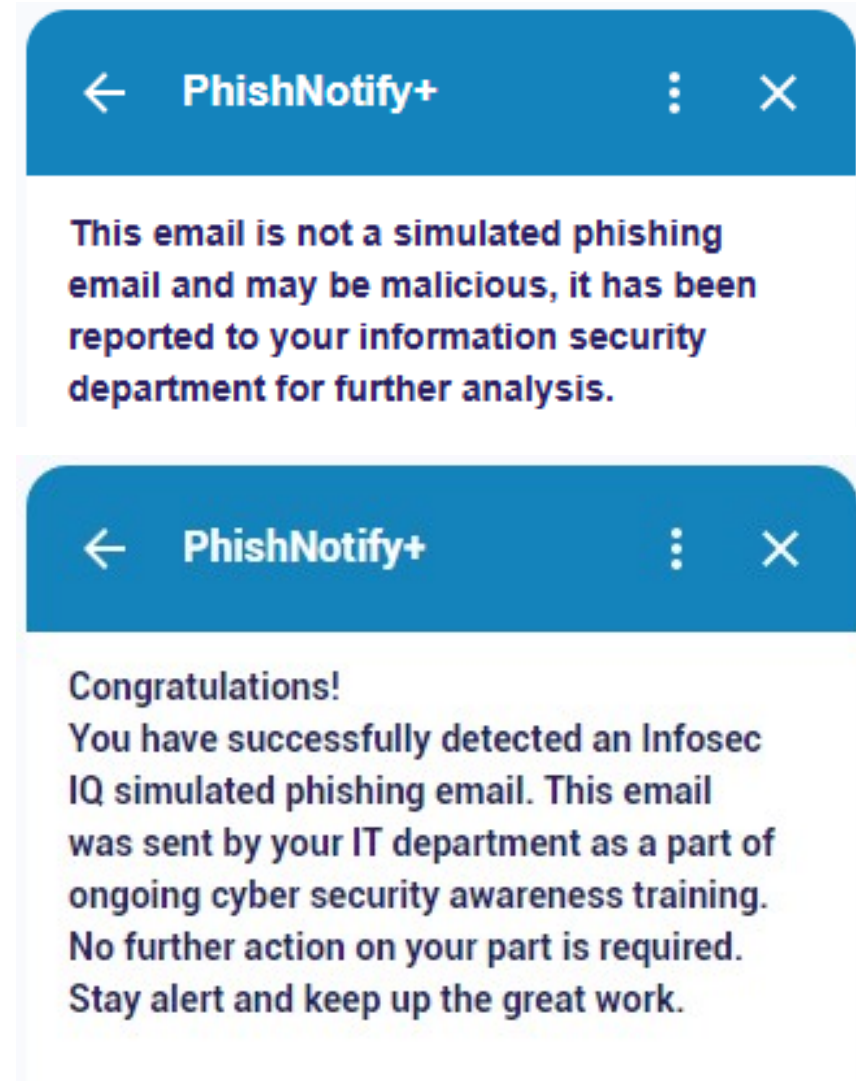 PhishNotify+
This email is not a simulated phishing
email and may be malicious, it has been
reported to your information security
department for further analysis.
PhishNotify+
Congratulations!
You have successfully detected an Infosec
IQ simulated phishing email. This email
was sent by your IT department as a part of
ongoing cyber security awareness training.
No further action on your part is required.
Stay alert and keep up the great work.